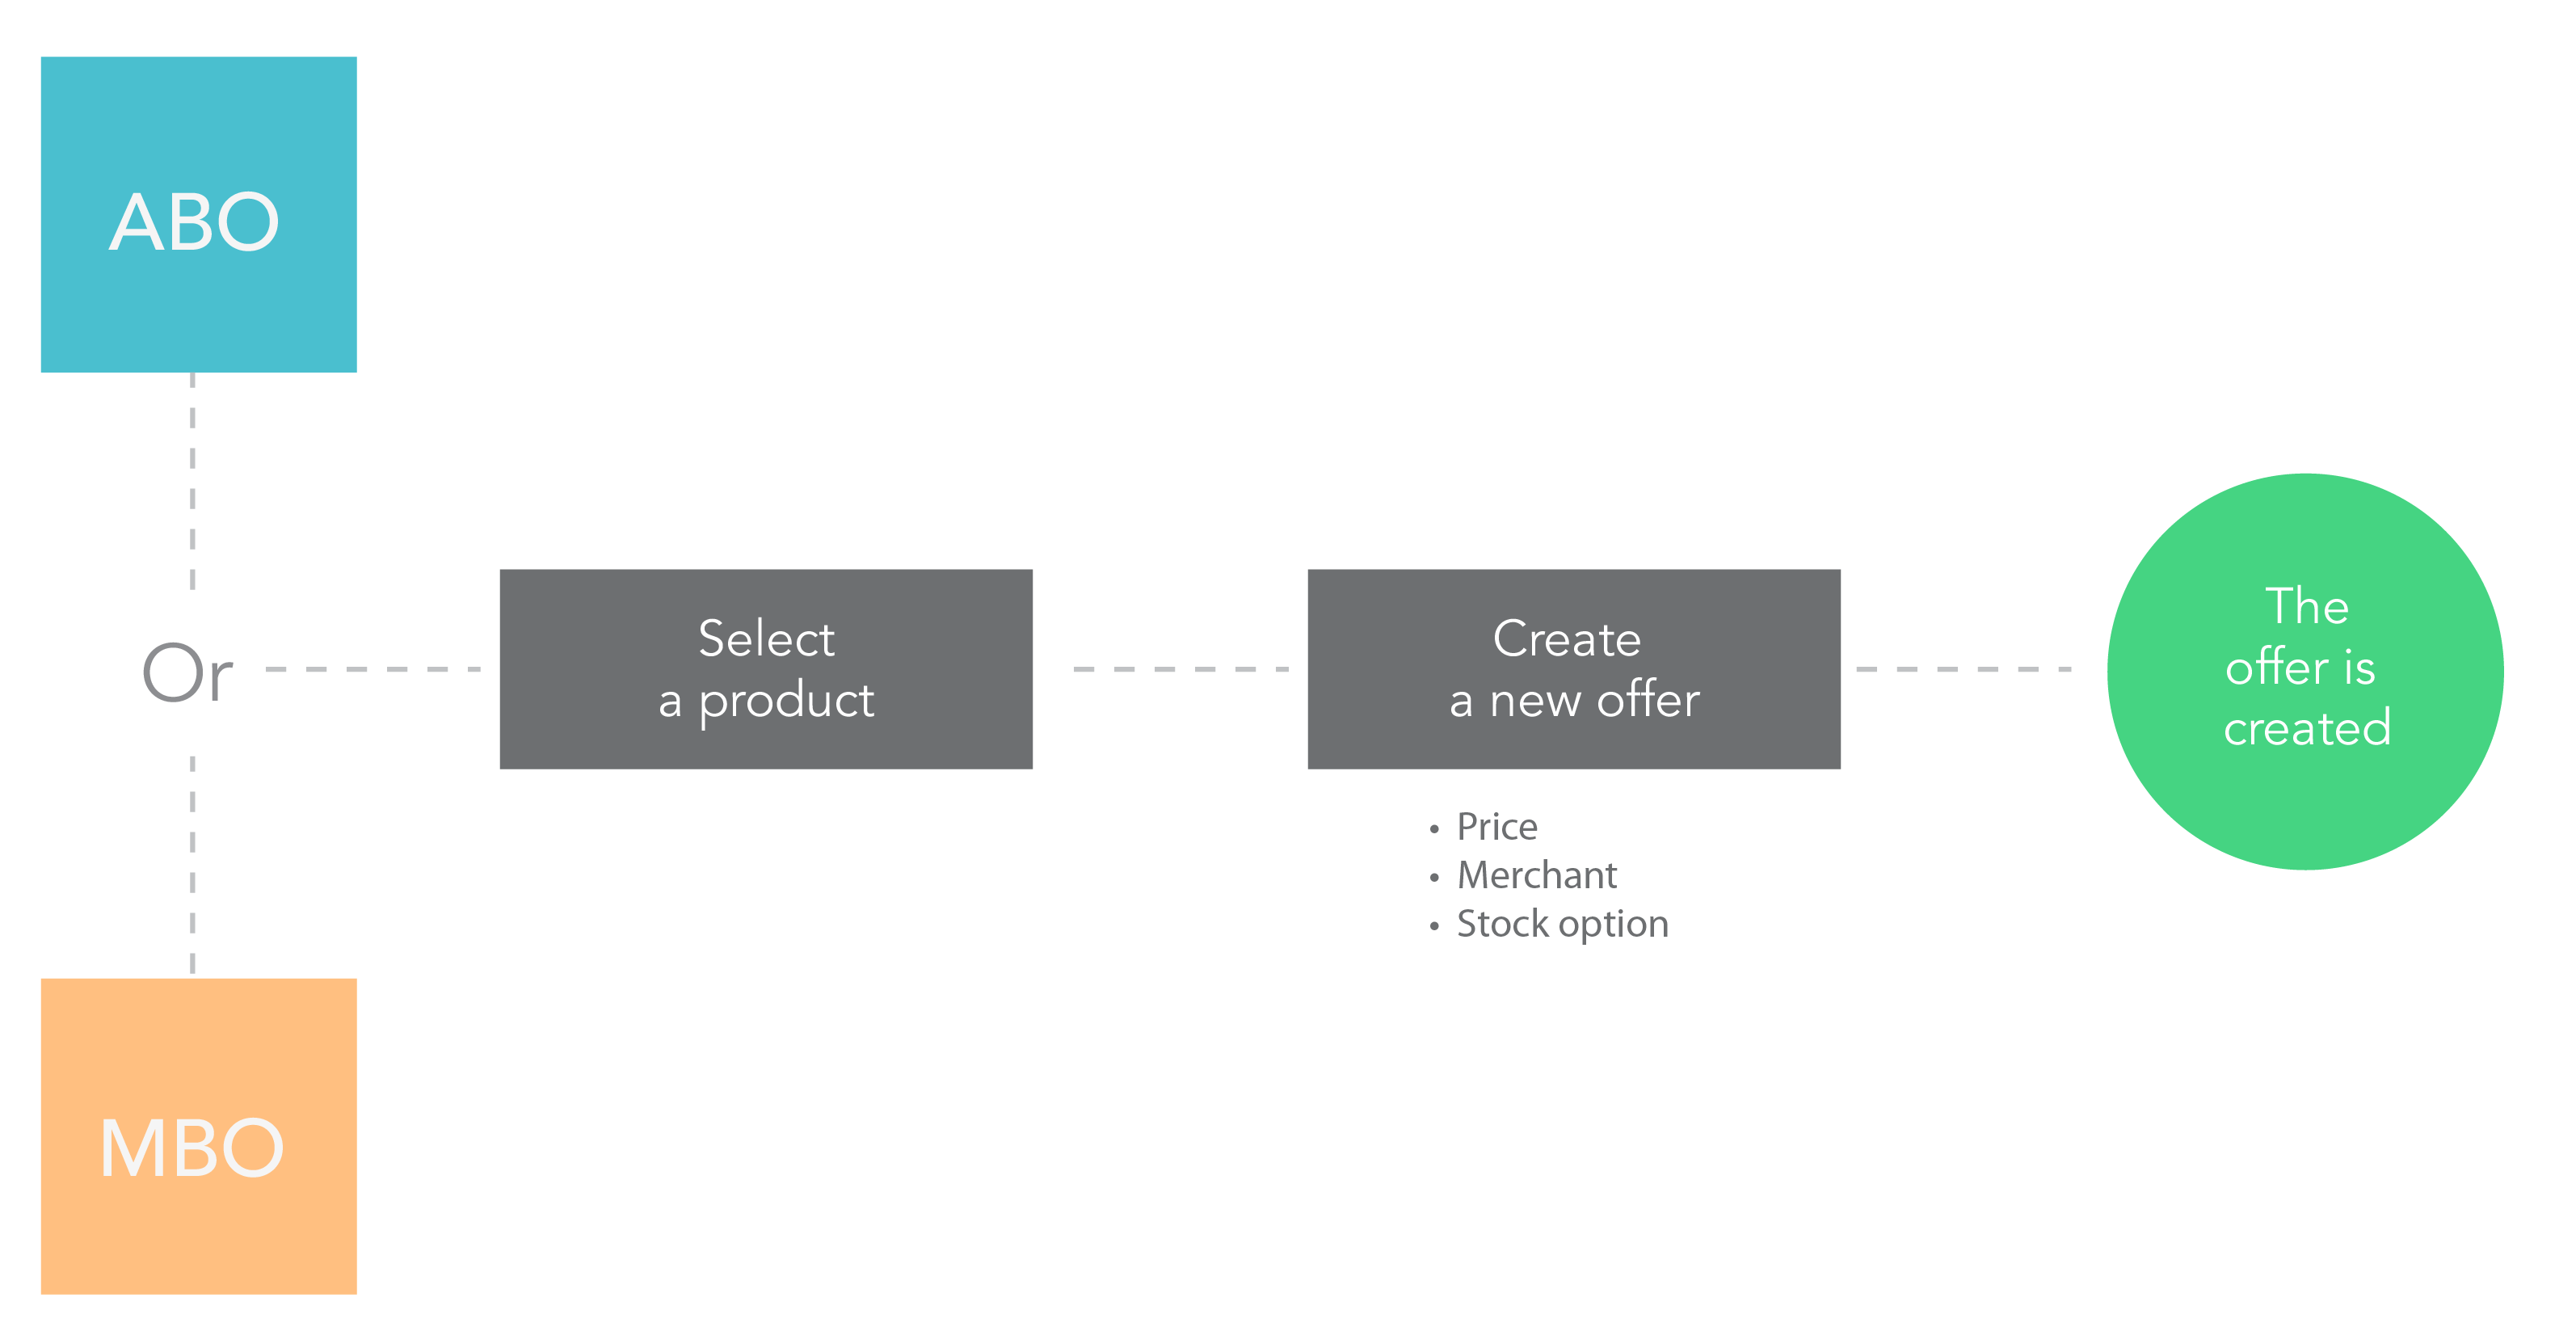 ABO
Or
Select
a product
Create
a new offer
• Price
• Merchant
• Stock option
The
offer is
created
MBO